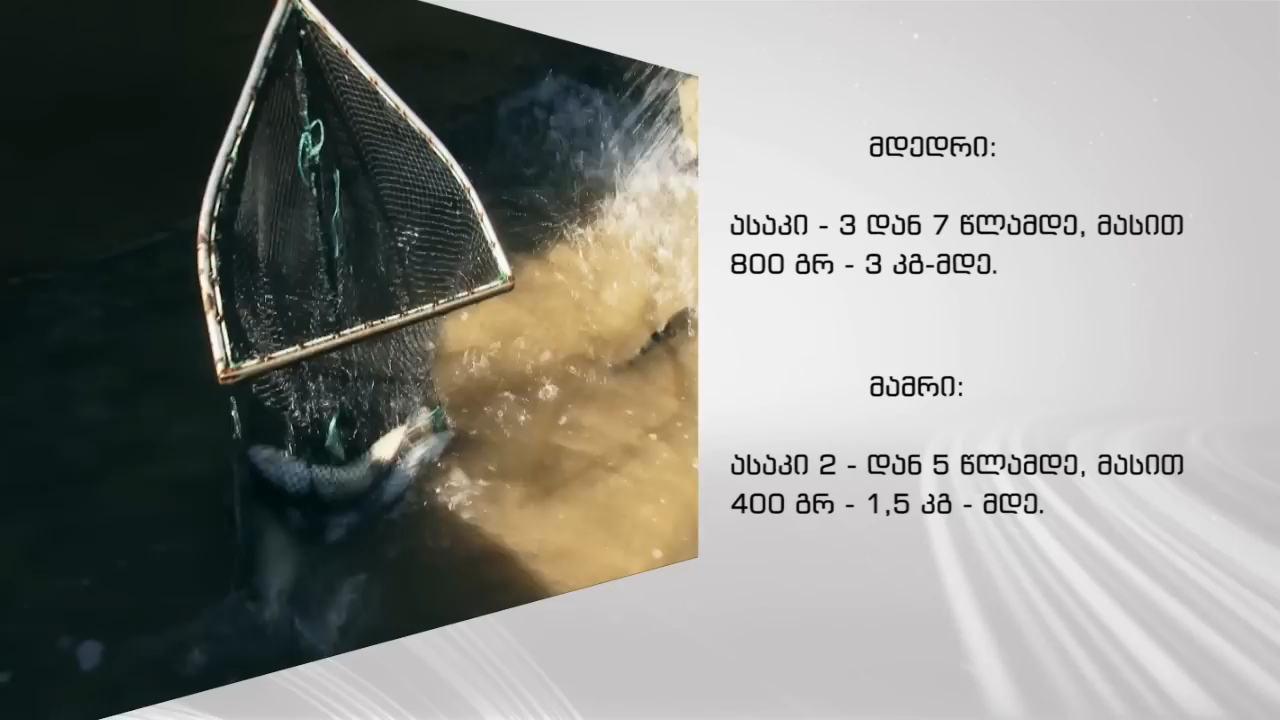 მდედრი:
ასაკი - 3 დან 7 წლამდე, მასით
800 გრ - 3 კგ-მდე.
მამრი:
ასაკი 2 - დან 5 წლამდე, მასით
400 გრ - 1,5 კგ - მდე.